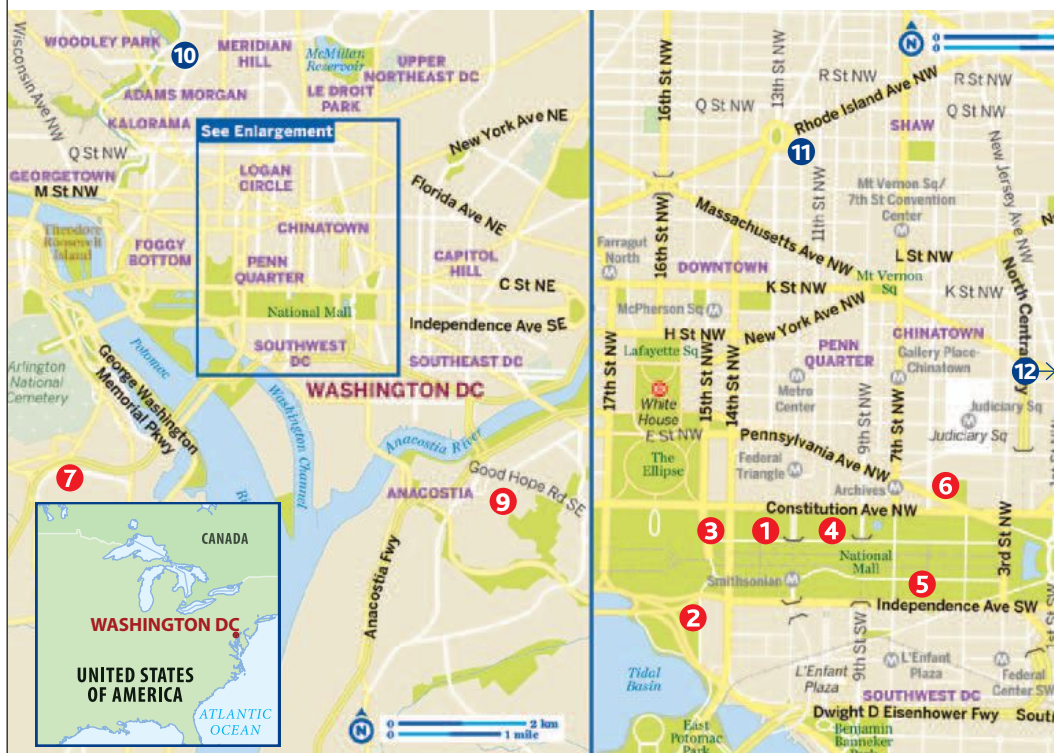 Wisconsin Ave NW
WOODLEY PARK
10
MERIDIAN
HILL
McMillan
Reservoir
UPPER
NORTHEAST DC
ADAMS MORGAN
LE DROIT
PARK
KALORAMA
See Enlargement
New York Ave NE
Q St NW
GEORGETOWN
M St NW
LOGAN
CIRCLE
Florida Ave NE
Theodore
Roosevelt
Island
FOGGY
BOTTOM
CHINATOWN
PENN
QUARTER
CAPITOL
HILL
C St NE
National Mall
Independence Ave SE
SOUTHWEST
DC
SOUTHEAST DC
WASHINGTON DC
Arlington
National
Cemetery
Potomac
George Washington
Memorial Pkwy
Washington Channel
Anacostia River
Good Hope Rd SE
7
ANACOSTIA
9
Anacostia Fwy
CANADA
WASHINGTON DC
UNITED STATES
OF AMERICA
ATLANTIC
OCEAN
N
0 2 km
0 1 mile
N
0
0
16th St NW
13th St NW
R St NW
R St NW
Q St NW
Rhode Island Ave NW
Q St NW
SHAW
11
New Jersey Ave NW
Mt Vernon Sq/
7th St Convention
Center
M
11th St NW
Massachusetts Ave NW
Farragut
North
M
16th St NW
DOWNTOWN
L St NW
Mt Vernon
Sq
K St NW
K St NW
McPherson Sq M
New York Ave NW
H St NW
CHINATOWN
Lafayette Sq
PENN
QUARTER
Gallery Place-
Chinatown
M
12
17th St NW
15th St NW
14th St NW
White
House
Metro
Center
M
9th St NW
7th St NW
Judiciary Sq
M
Judiciary Sq
E St NW
Pennsylvania Ave NW
The
Ellipse
Federal
Triangle M
Archives M
6
Constitution Ave NW
3
1
4
National
Mall
3rd St NW
Smithsonian M
5
Independence Ave SW
2
9th St SW
Tidal
Basin
L'Enfant
Plaza
M L'Enfant
Plaza
M
Federal
Center SW
SOUTHWEST DC
Dwight D Eisenhower Fwy
East
Potomac
Park
Benjamin
Banneker